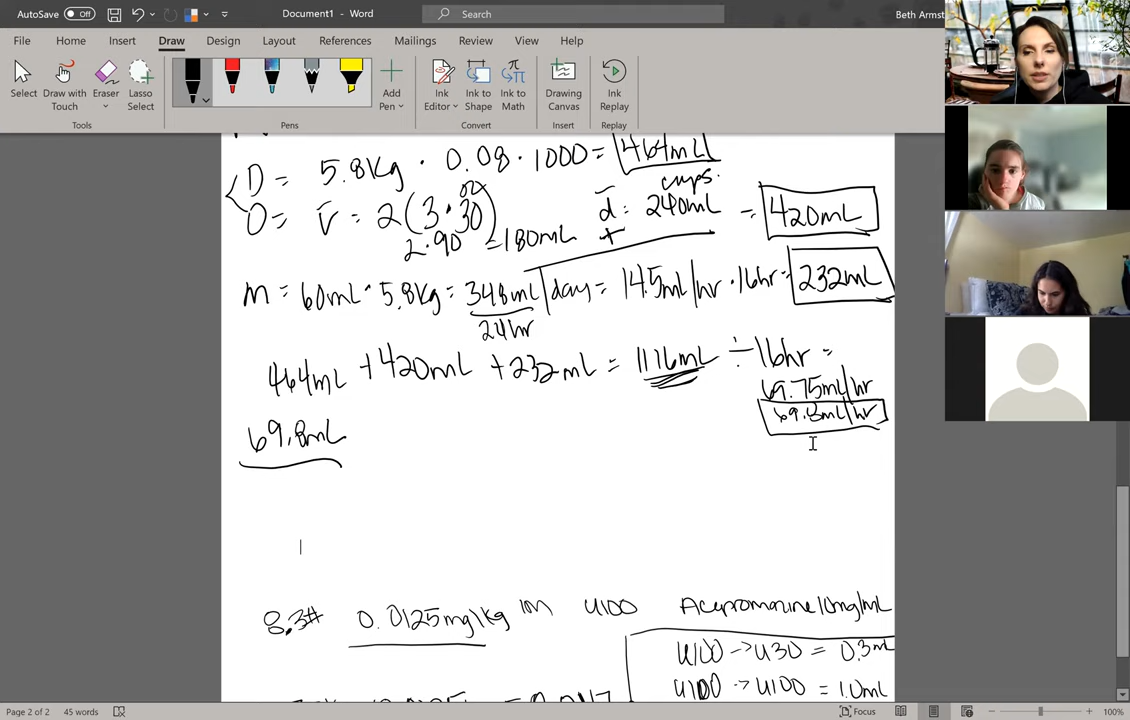 AutoSave Off Document1 - Word Search Beth Armst
File Home Insert Draw Design Layout References Mailings Review View Help
Select Draw with Touch Eraser Lasso Select Add Pen Ink Editor Ink to Shape Ink to Math Drawing Canvas Ink Replay
Tools Pens Convert Insert Replay
D = 5.8Kg · 0.08 · 1000 = 464mL
cups.
O = v = 2 (3 · 30) d: 240mL = 420mL
2 · 90 = 180mL +
m = 60mL · 5.8Kg = 348mL/day = 14.5mL/hr · 16hr = 232mL
24hr
464mL + 420mL + 232mL = 1116mL ÷ 16hr =
69.75mL/hr
69.8mL/hr
69.8mL
8.3# 0.0125mg/kg IM U100 Acepromazine 10mg/mL
U100 -> U30 = 0.3mL
U100 -> U100 = 1.0mL
Page 2 of 2 45 words Focus 100%